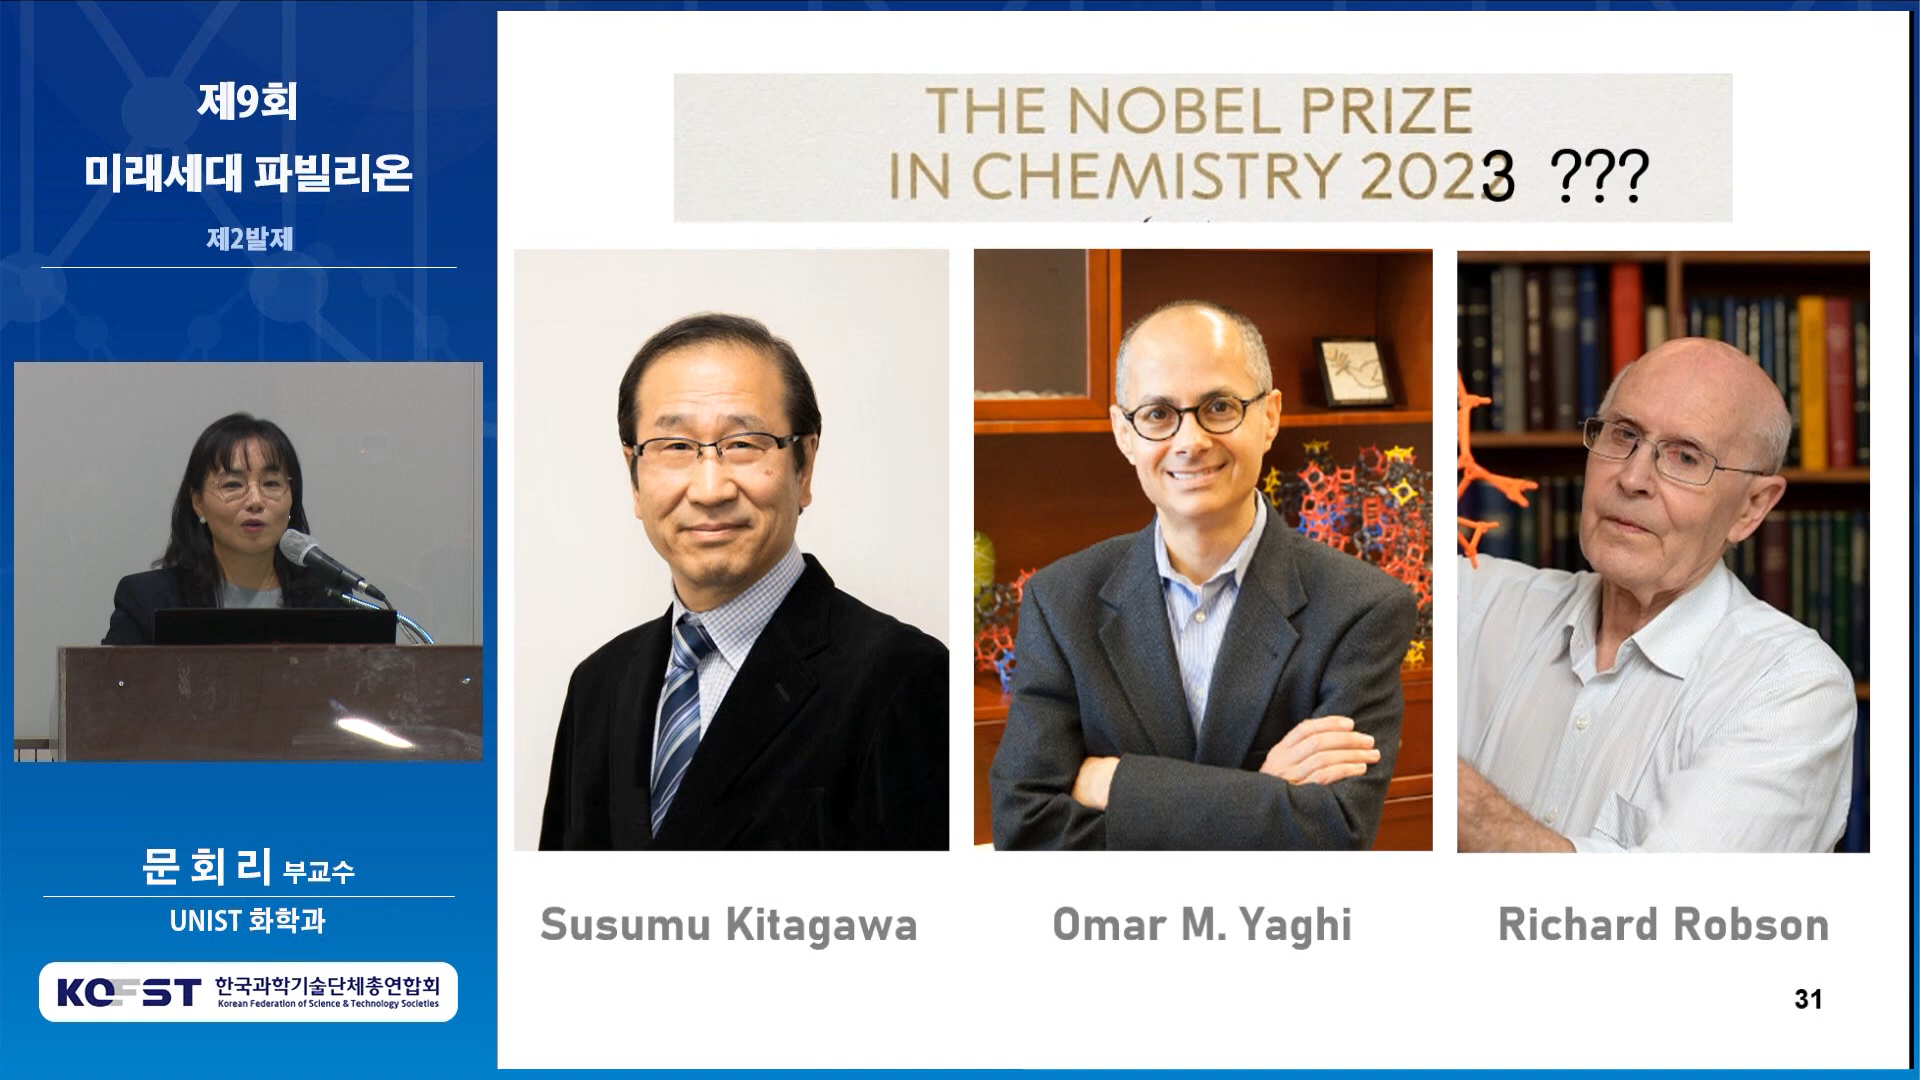 제9회
미래세대 파빌리온
제2발제
문회리 부교수
UNIST 화학과
KOFST 한국과학기술단체총연합회
Korean Federation of Science & Technology Societies
THE NOBEL PRIZE
IN CHEMISTRY 2023 ???
Susumu Kitagawa
Omar M. Yaghi
Richard Robson
31